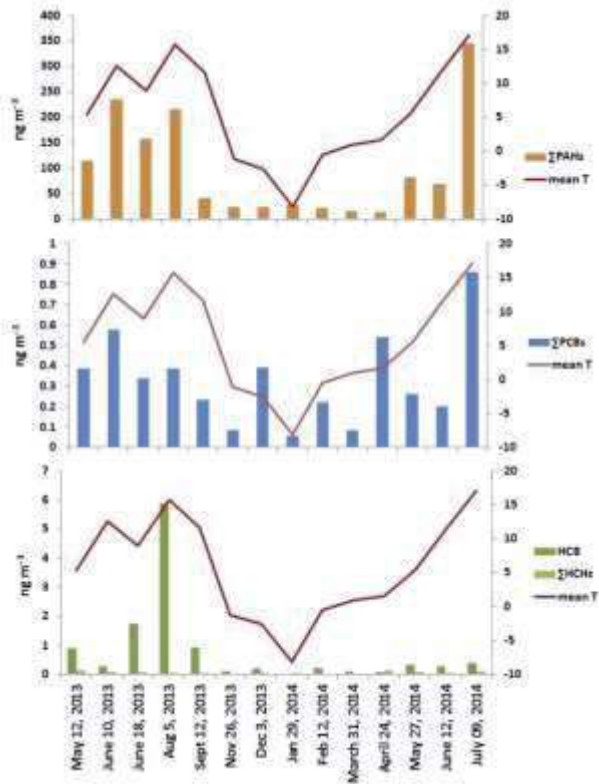 400
350
300
250
200
150
100
50
0
ng m⁻³
20
15
10
5
0
-5
-10
∑PAHs
mean T
1
0.9
0.8
0.7
0.6
0.5
0.4
0.3
0.2
0.1
0
ng m⁻³
20
15
10
5
0
-5
-10
∑PCBs
mean T
7
6
5
4
3
2
1
0
ng m⁻³
20
15
10
5
0
-5
-10
HCB
∑HCHs
mean T
May 12, 2013
June 10, 2013
June 18, 2013
Aug 5, 2013
Sept 12, 2013
Nov 26, 2013
Dec 3, 2013
Jan 29, 2014
Feb 12, 2014
March 31, 2014
April 24, 2014
May 27, 2014
June 12, 2014
July 09, 2014